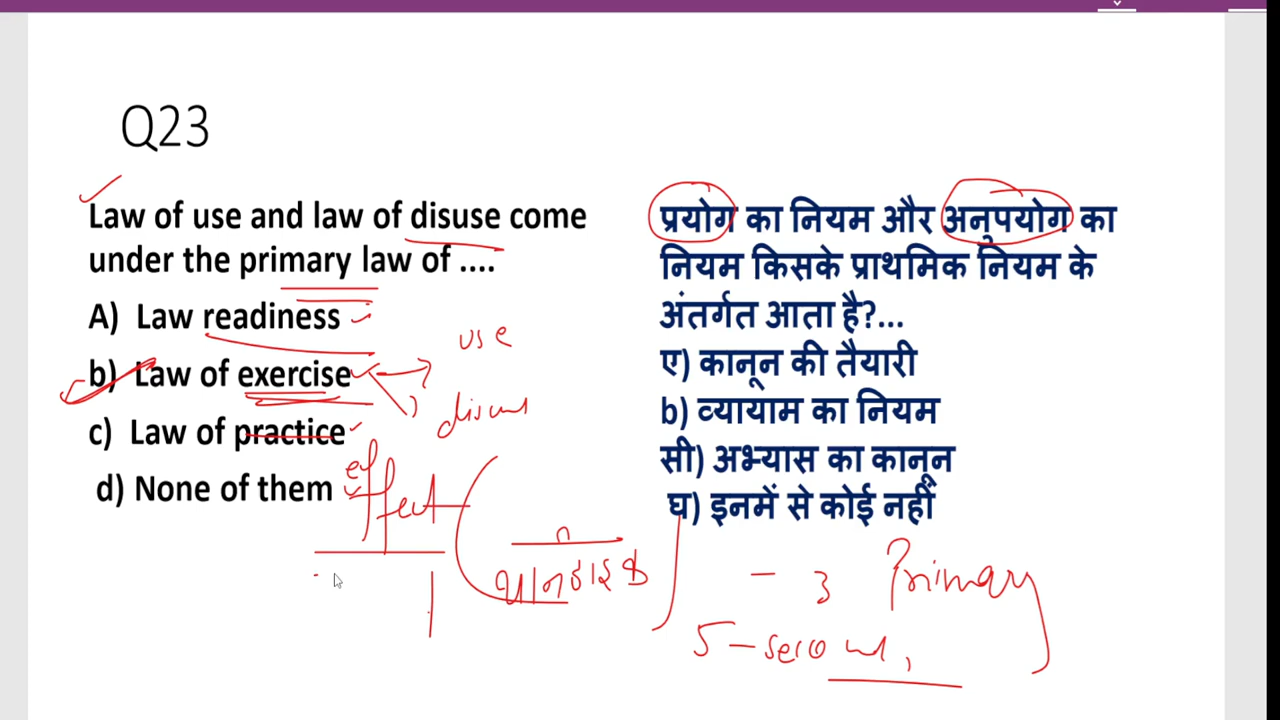 Q23
Law of use and law of disuse come
under the primary law of ....
A) Law readiness
b) Law of exercise
c) Law of practice
d) None of them
प्रयोग का नियम और अनुपयोग का
नियम किसके प्राथमिक नियम के
अंतर्गत आता है?...
ए) कानून की तैयारी
b) व्यायाम का नियम
सी) अभ्यास का कानून
घ) इनमें से कोई नहीं
use
effect
- 3 Primary
5 -